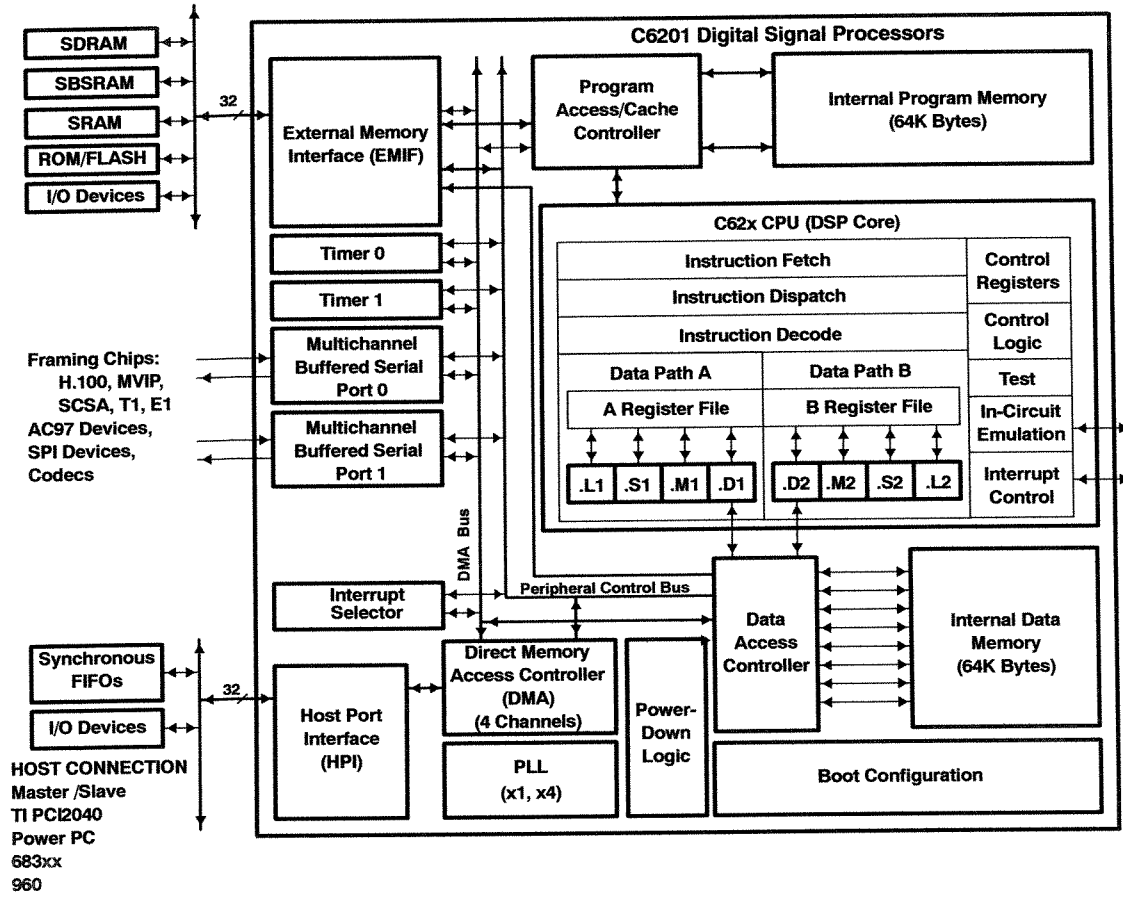 C6201 Digital Signal Processors
SDRAM
SBSRAM
SRAM
ROM/FLASH
I/O Devices
32
External Memory
Interface (EMIF)
Program
Access/Cache
Controller
Internal Program Memory
(64K Bytes)
Timer 0
Timer 1
Framing Chips:
H.100, MVIP,
SCSA, T1, E1
AC97 Devices,
SPI Devices,
Codecs
Multichannel
Buffered Serial
Port 0
Multichannel
Buffered Serial
Port 1
C62x CPU (DSP Core)
Instruction Fetch
Instruction Dispatch
Instruction Decode
Data Path A
Data Path B
A Register File
B Register File
.L1 .S1 .M1 .D1
.D2 .M2 .S2 .L2
Control
Registers
Control
Logic
Test
In-Circuit
Emulation
Interrupt
Control
DMA Bus
Peripheral Control Bus
Interrupt
Selector
Synchronous
FIFOs
I/O Devices
32
HOST CONNECTION
Master /Slave
TI PCI2040
Power PC
683xx
960
Host Port
Interface
(HPI)
Direct Memory
Access Controller
(DMA)
(4 Channels)
PLL
(x1, x4)
Power-
Down
Logic
Data
Access
Controller
Internal Data
Memory
(64K Bytes)
Boot Configuration